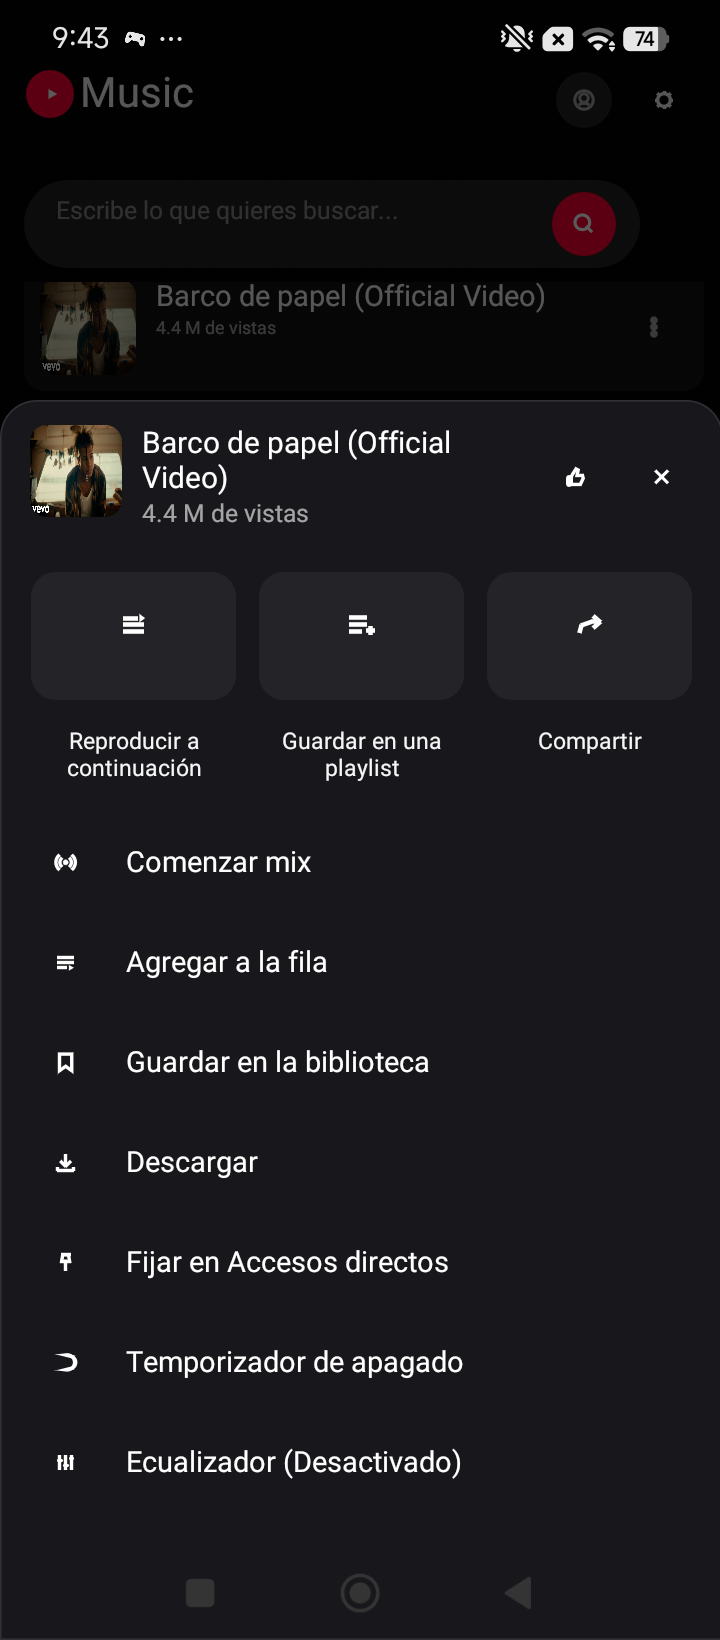 9:43
74
Music
Escribe lo que quieres buscar...
Barco de papel (Official Video)
4.4 M de vistas
vevo
Barco de papel (Official
Video)
4.4 M de vistas
vevo
Reproducir a
continuación
Guardar en una
playlist
Compartir
Comenzar mix
Agregar a la fila
Guardar en la biblioteca
Descargar
Fijar en Accesos directos
Temporizador de apagado
Ecualizador (Desactivado)